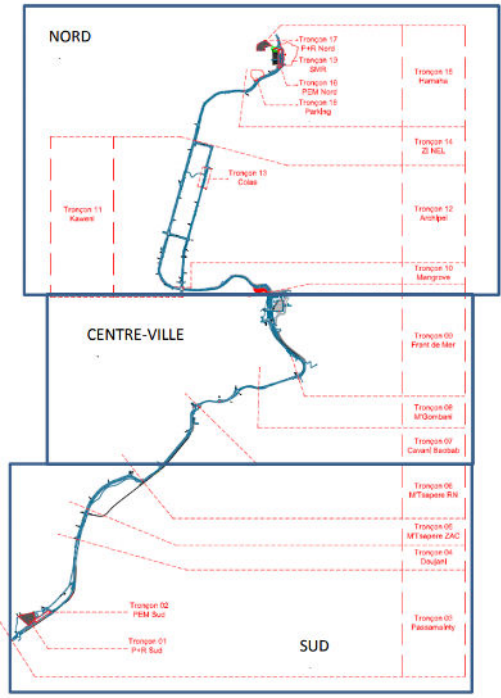 NORD
Tronçon 17
P+R Nord
Tronçon 19
SMR
Tronçon 16
PEM Nord
Tronçon 18
Parking
Tronçon 15
Hamaha
Tronçon 14
ZI NEL
Tronçon 13
Colas
Tronçon 11
Kaweni
Tronçon 12
Archipel
Tronçon 10
Mangrove
CENTRE-VILLE
Tronçon 09
Front de Mer
Tronçon 08
M'Gombani
Tronçon 07
Cavani Baobab
Tronçon 06
M'Tsapere RN
Tronçon 05
M'Tsapere ZAC
Tronçon 04
Doujani
Tronçon 02
PEM Sud
Tronçon 03
Passamainty
Tronçon 01
P+R Sud
SUD